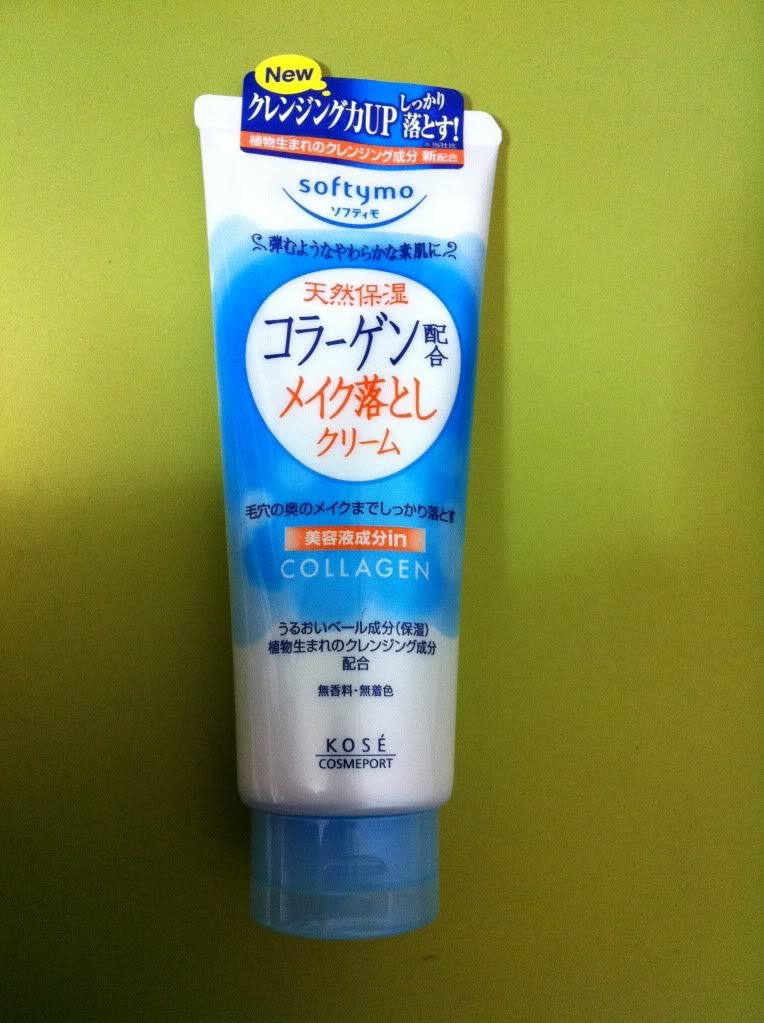 New
クレンジング力UP しっかり落とす!
※当社比
植物生まれのクレンジング成分 新配合
softymo
ソフティモ
弾むようなやわらかな素肌に
天然保湿
コラーゲン配合
メイク落とし
クリーム
毛穴の奥のメイクまでしっかり落とす
美容液成分in
COLLAGEN
うるおいベール成分(保湿)
植物生まれのクレンジング成分
配合
無香料・無着色
KOSÉ
COSMEPORT